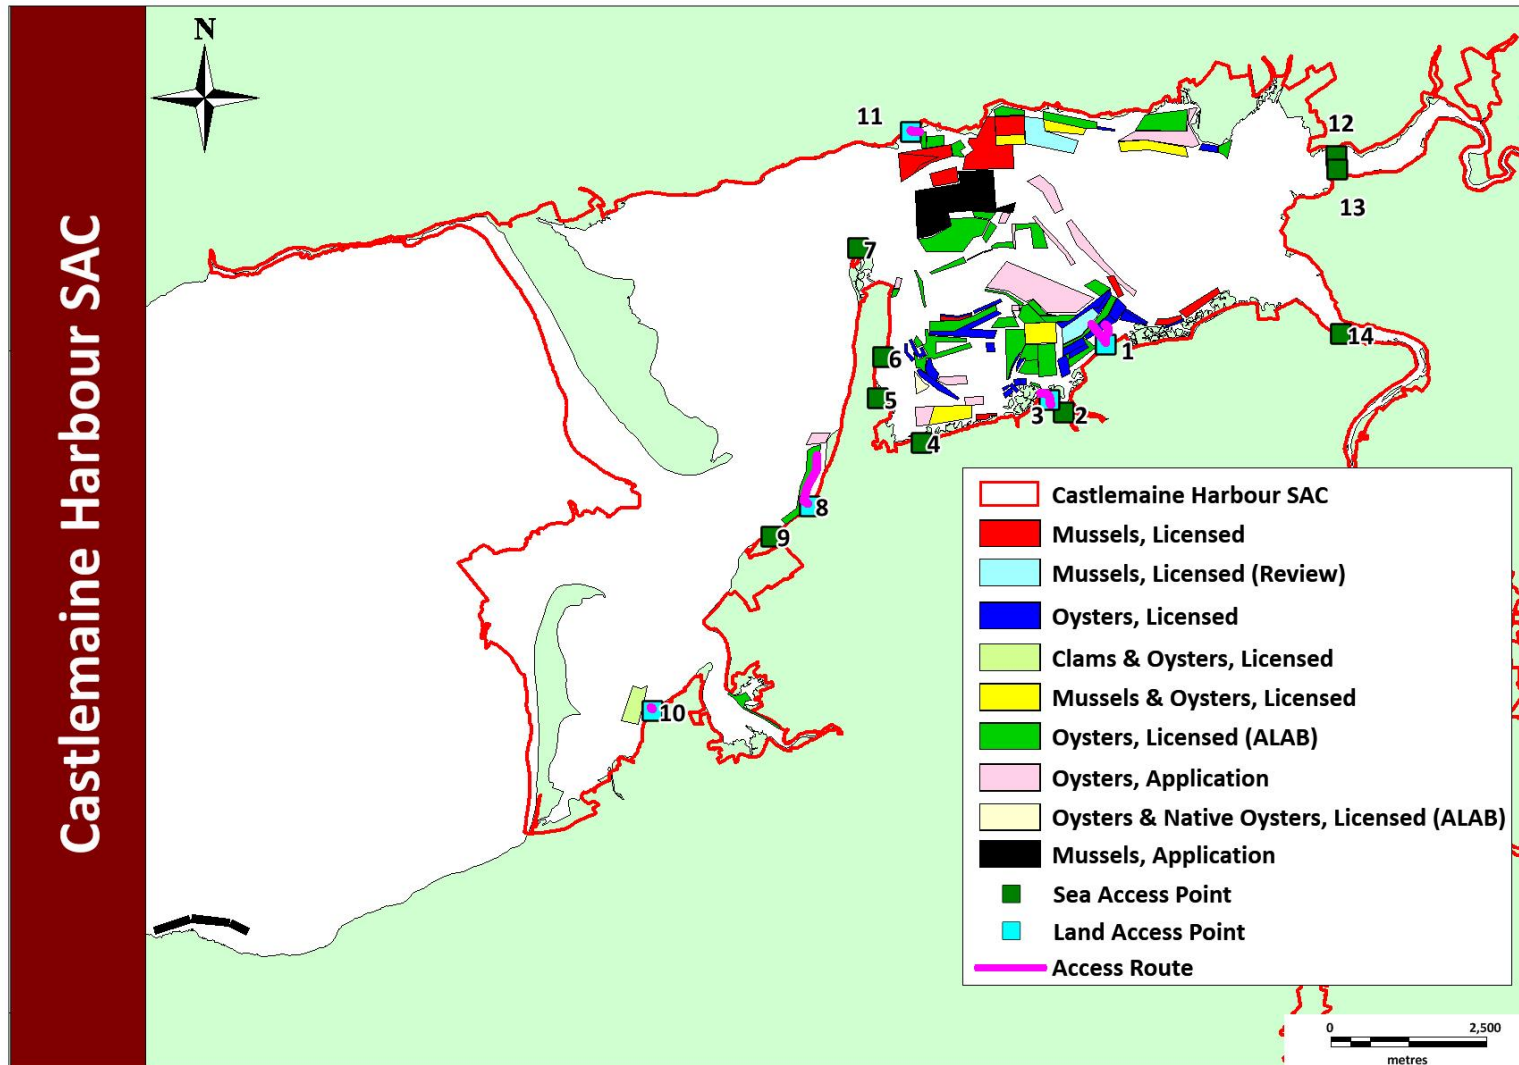 Castlemaine Harbour SAC
N
11
12
13
7
14
1
6
5
3
2
4
8
9
10
Castlemaine Harbour SAC
Mussels, Licensed
Mussels, Licensed (Review)
Oysters, Licensed
Clams & Oysters, Licensed
Mussels & Oysters, Licensed
Oysters, Licensed (ALAB)
Oysters, Application
Oysters & Native Oysters, Licensed (ALAB)
Mussels, Application
Sea Access Point
Land Access Point
Access Route
0 2,500
metres